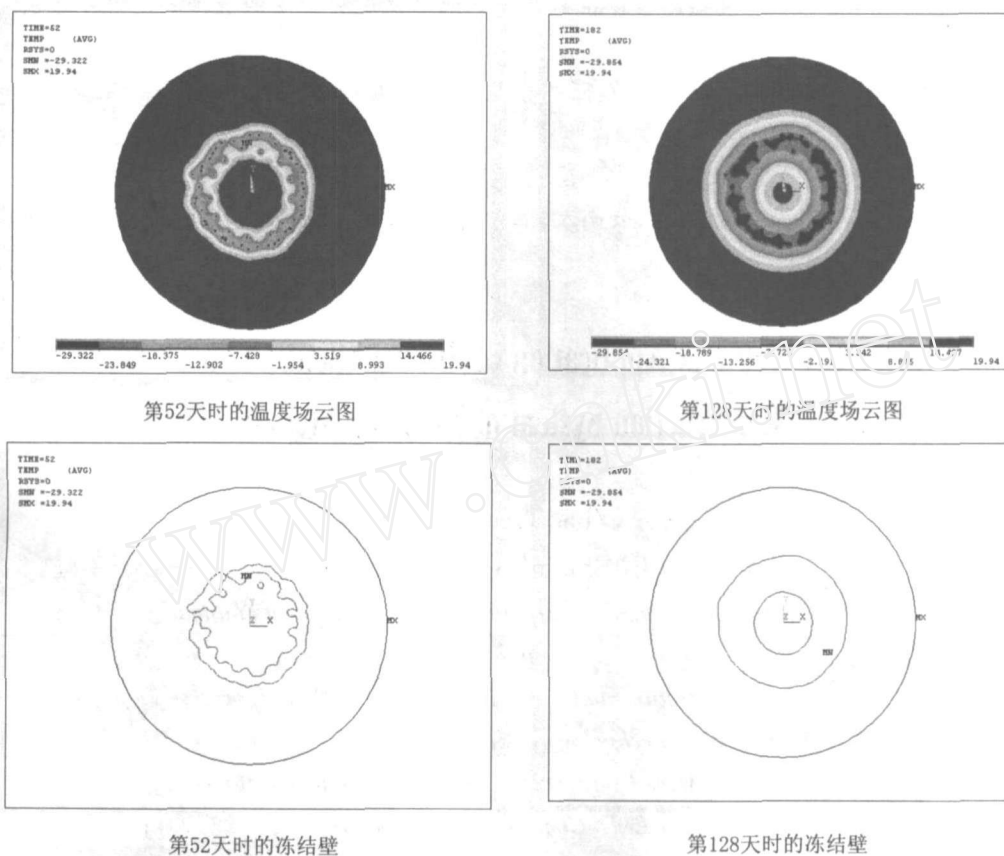 TIME=52
TEMP (AVG)
RSYS=0
SMN =-29.322
SMX =19.94
MN
MX
-29.322 -18.375 -7.428 3.519 14.466
-23.849 -12.902 -1.954 8.993 19.94
第52天时的温度场云图
TIME=182
TEMP (AVG)
RSYS=0
SMN =-29.854
SMX =19.94
X
MX
-29.854 -18.789
-24.321 -13.256 19.94
第128天时的温度场云图
TIME=52
TEMP (AVG)
RSYS=0
SMN =-29.322
SMX =19.94
MN
Z X
MX
第52天时的冻结壁
(AVG)
SMN =-29.854
SMX =19.94
Z X
MX
MN
第128天时的冻结壁